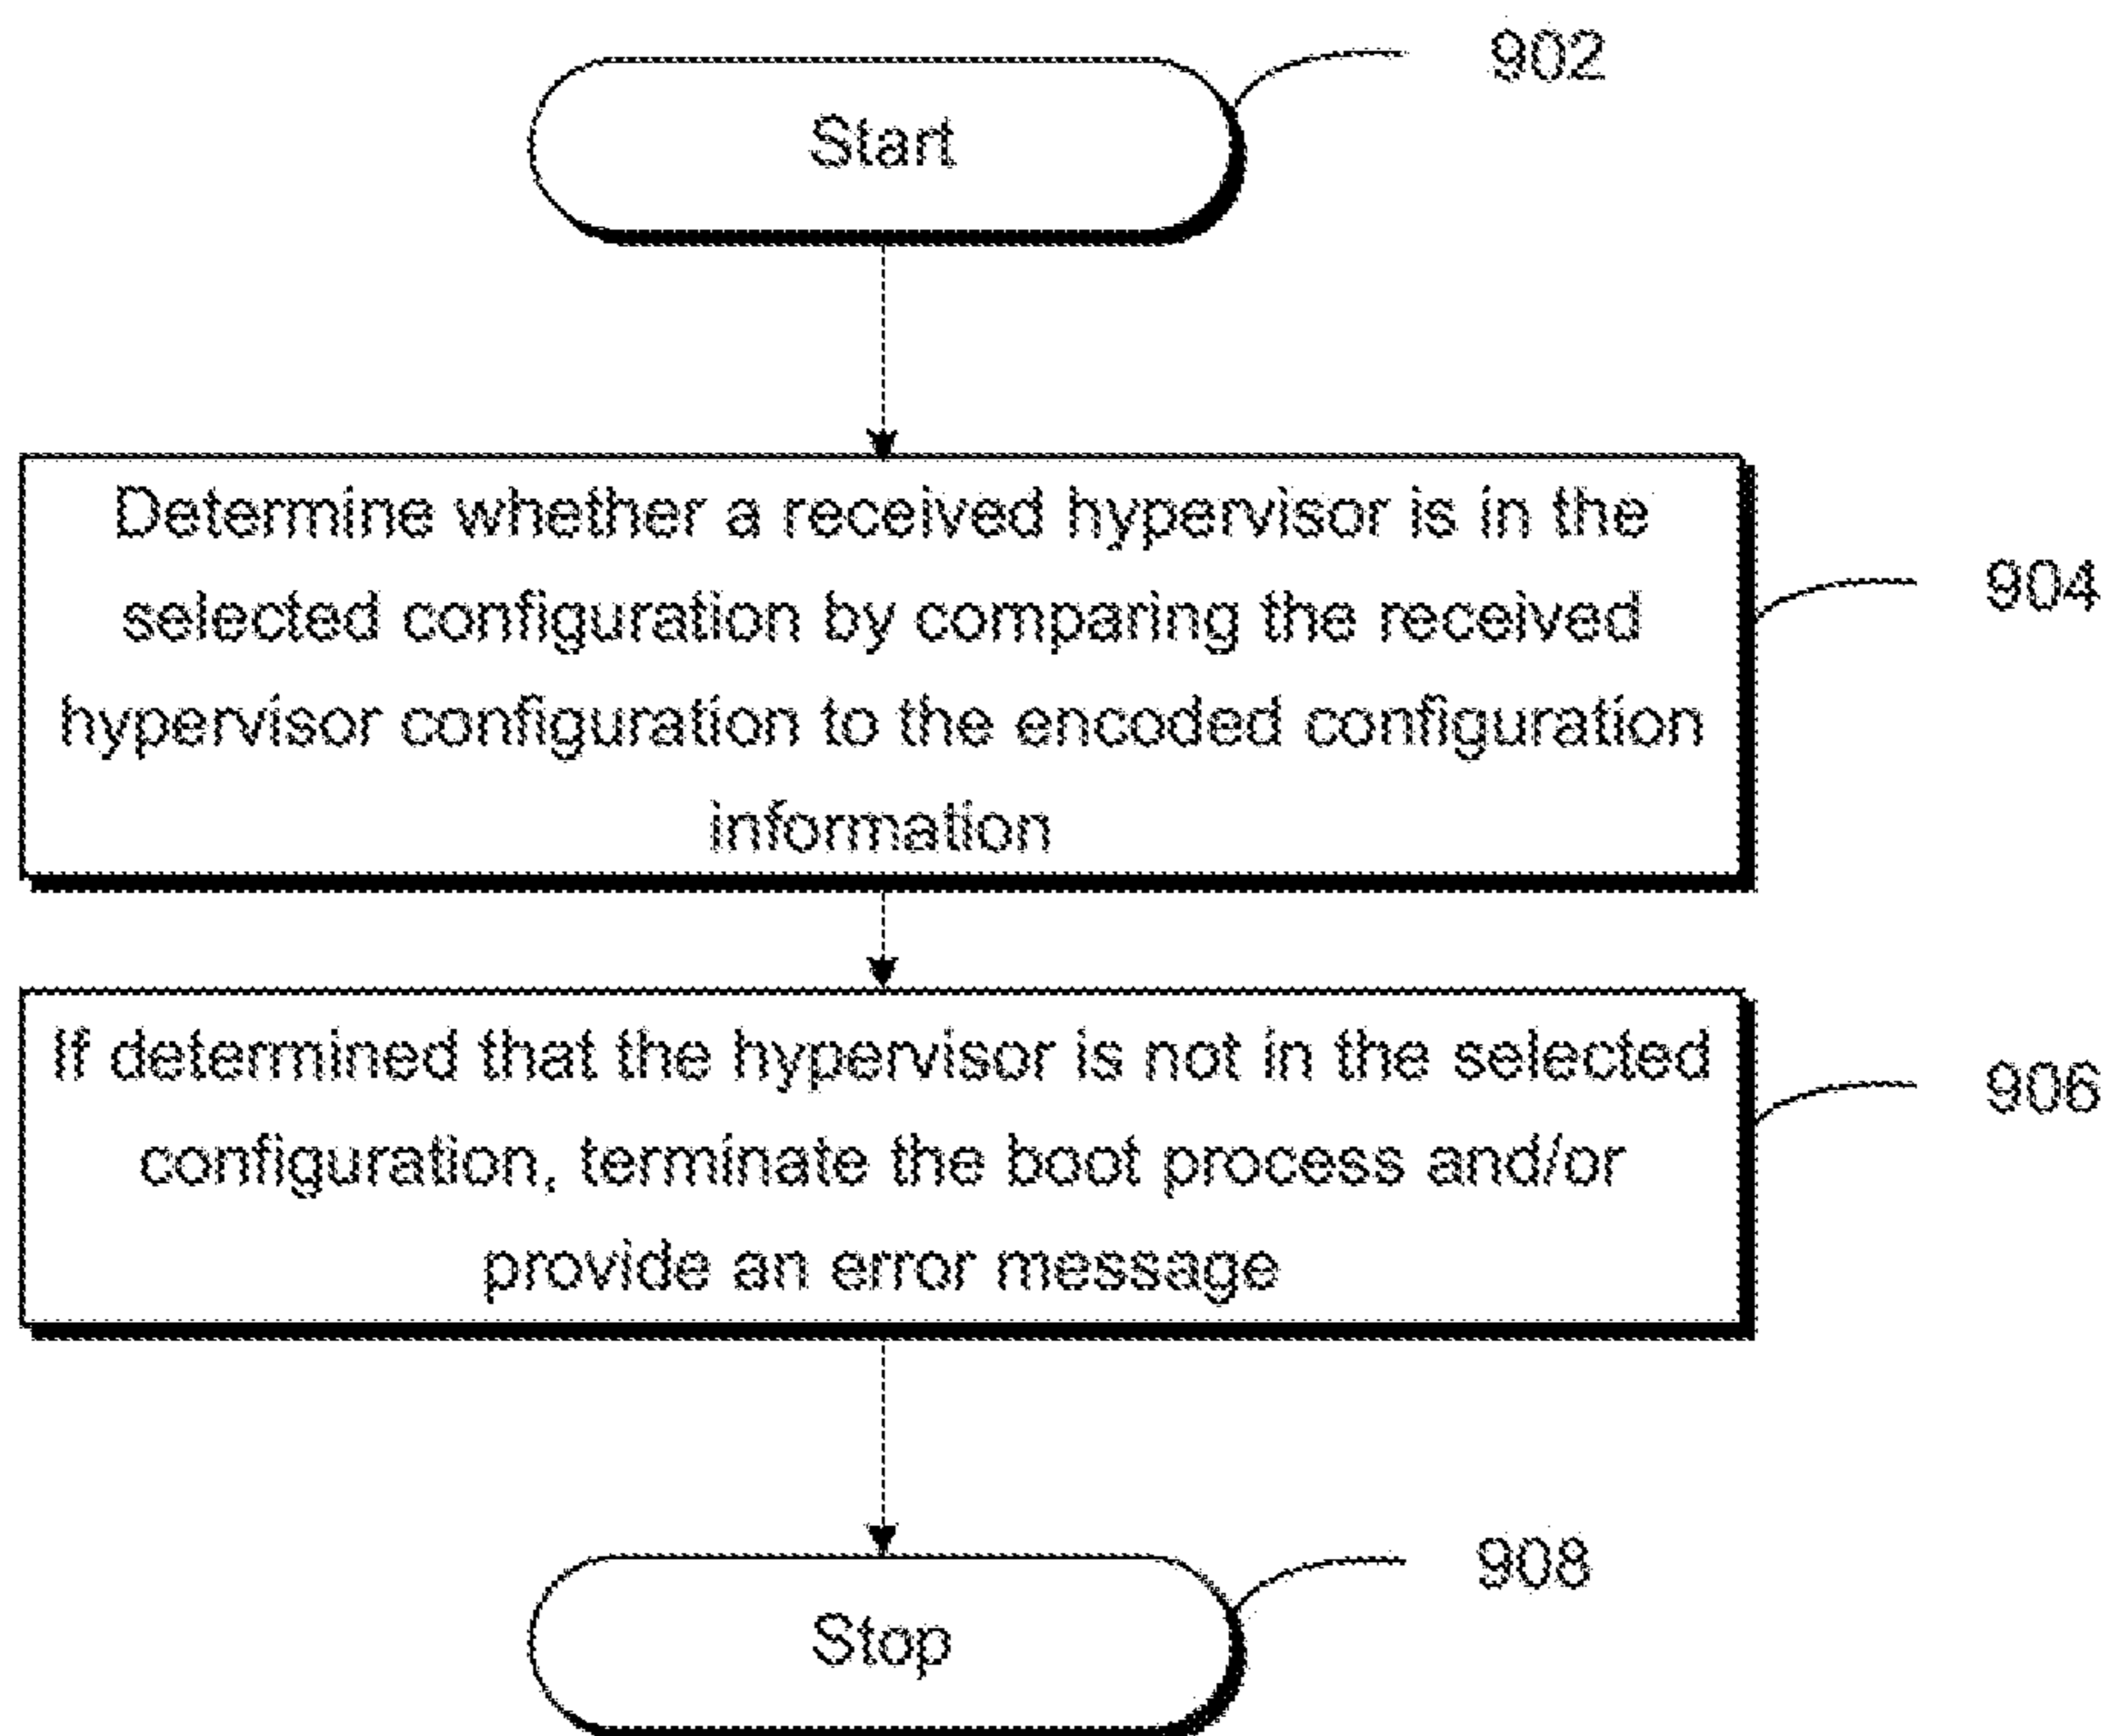 902
Start
Determine whether a received hypervisor is in the
selected configuration by comparing the received
hypervisor configuration to the encoded configuration
information
904
If determined that the hypervisor is not in the selected
configuration, terminate the boot process and/or
provide an error message
906
908
Stop